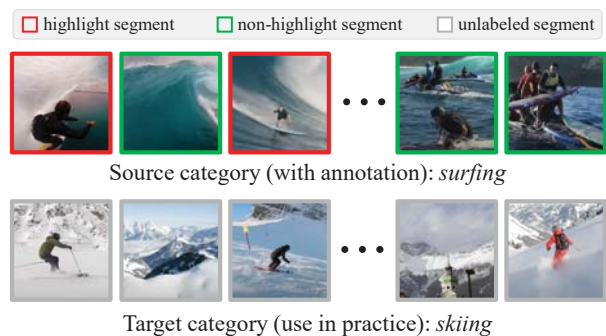 highlight segment non-highlight segment unlabeled segment
Source category (with annotation): surfing
Target category (use in practice): skiing